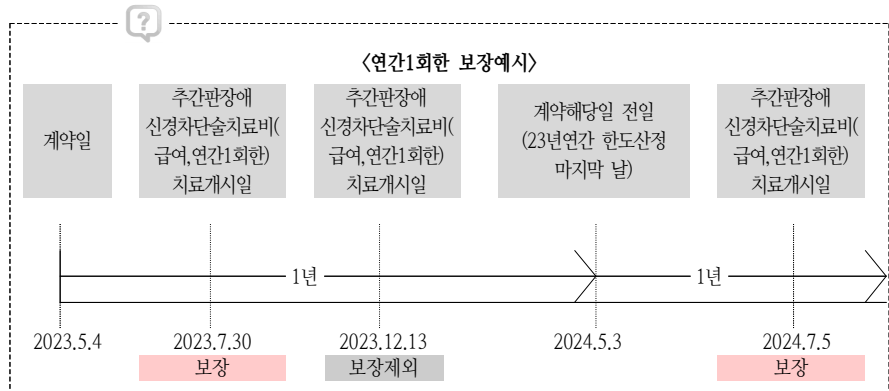 ?
〈연간1회한 보장예시〉
계약일
추간판장애
신경차단술치료비(
급여,연간1회한)
치료개시일
추간판장애
신경차단술치료비(
급여,연간1회한)
치료개시일
계약해당일 전일
(23년연간 한도산정
마지막 날)
추간판장애
신경차단술치료비(
급여,연간1회한)
치료개시일
1년
1년
2023.5.4
2023.7.30
2023.12.13
2024.5.3
2024.7.5
보장
보장제외
보장